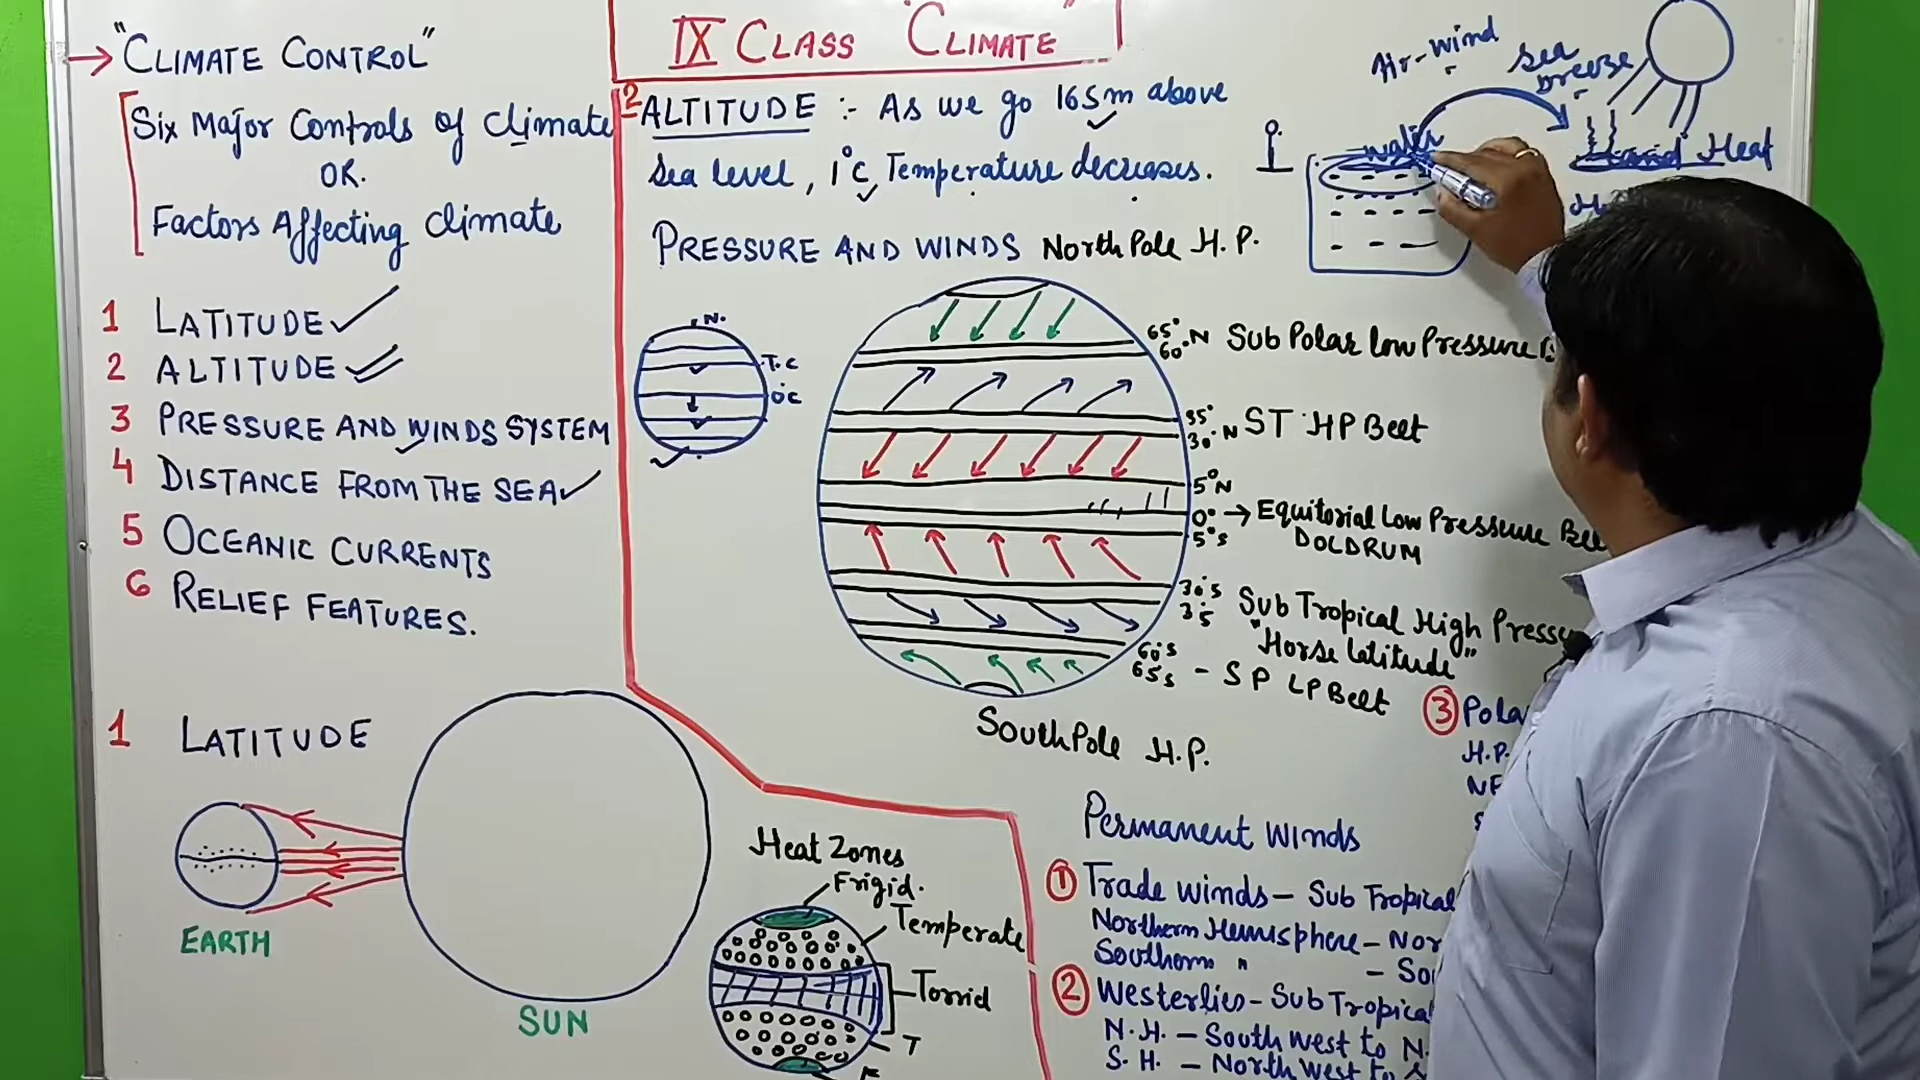 IX CLASS "CLIMATE"
→ "CLIMATE CONTROL"
Six Major Controls of climate
OR.
Factors Affecting Climate
1 LATITUDE ✓
2 ALTITUDE ✓
3 PRESSURE AND WINDS SYSTEM
4 DISTANCE FROM THE SEA ✓
5 OCEANIC CURRENTS
6 RELIEF FEATURES.
1 LATITUDE
EARTH
SUN
2 ALTITUDE :- As we go 165m above
Sea level, 1°C Temperature decreases.
PRESSURE AND WINDS
North Pole H.P.
N.
T.C
65°
60° N Sub Polar Low Pressure
35°
30° N ST HP Belt
5°N
0° → Equitorial Low Pressure
5°S
DOLDRUM
30°S
35 Sub Tropical High
"Horse latitude"
60°S
65S - SP LP Belt
South Pole H.P.
Heat Zones
Frigid.
Temperate
Torrid
T
Air-wind
Sea
breeze
water
Land Heat
Permanent winds
1 Trade winds - Sub Tropical
Northern Hemisphere -
Southern " -
2 Westerlies - Sub Tropical
N.H. - South west to N.
S.H. - North west to
3
H.P.